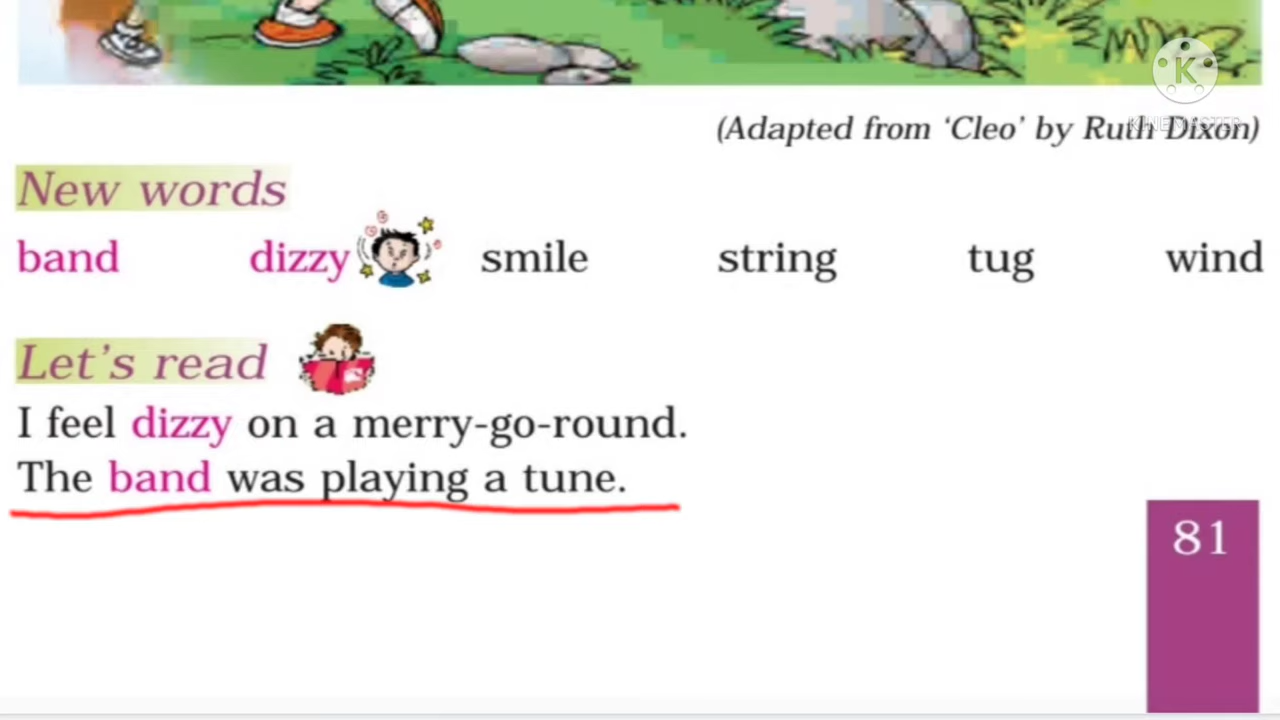 KINEMASTER
(Adapted from ‘Cleo’ by Ruth Dixon)
New words
band dizzy smile string tug wind
Let’s read
I feel dizzy on a merry-go-round.
The band was playing a tune.
81